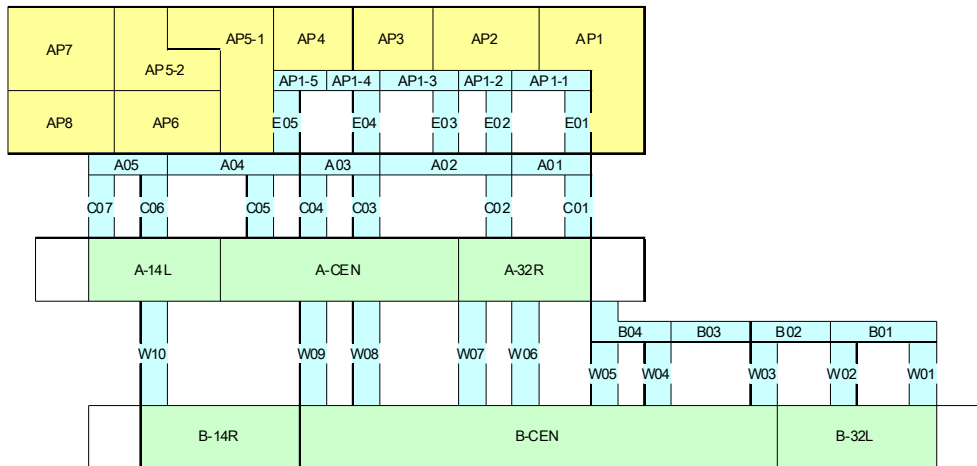 AP7
AP5-1
AP4
AP3
AP2
AP1
AP5-2
AP1-5
AP1-4
AP1-3
AP1-2
AP1-1
AP8
AP6
E05
E04
E03
E02
E01
A05
A04
A03
A02
A01
C07
C06
C05
C04
C03
C02
C01
A-14L
A-CEN
A-32R
B04
B03
B02
B01
W10
W09
W08
W07
W06
W05
W04
W03
W02
W01
B-14R
B-CEN
B-32L